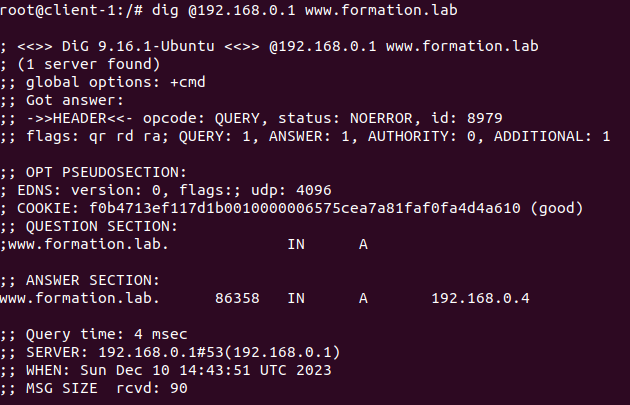 root@client-1:/# dig @192.168.0.1 www.formation.lab
; <<>> DiG 9.16.1-Ubuntu <<>> @192.168.0.1 www.formation.lab
; (1 server found)
;; global options: +cmd
;; Got answer:
;; ->>HEADER<<- opcode: QUERY, status: NOERROR, id: 8979
;; flags: qr rd ra; QUERY: 1, ANSWER: 1, AUTHORITY: 0, ADDITIONAL: 1
;; OPT PSEUDOSECTION:
; EDNS: version: 0, flags:; udp: 4096
; COOKIE: f0b4713ef117d1b0010000006575cea7a81faf0fa4d4a610 (good)
;; QUESTION SECTION:
;www.formation.lab. IN A
;; ANSWER SECTION:
www.formation.lab. 86358 IN A 192.168.0.4
;; Query time: 4 msec
;; SERVER: 192.168.0.1#53(192.168.0.1)
;; WHEN: Sun Dec 10 14:43:51 UTC 2023
;; MSG SIZE rcvd: 90